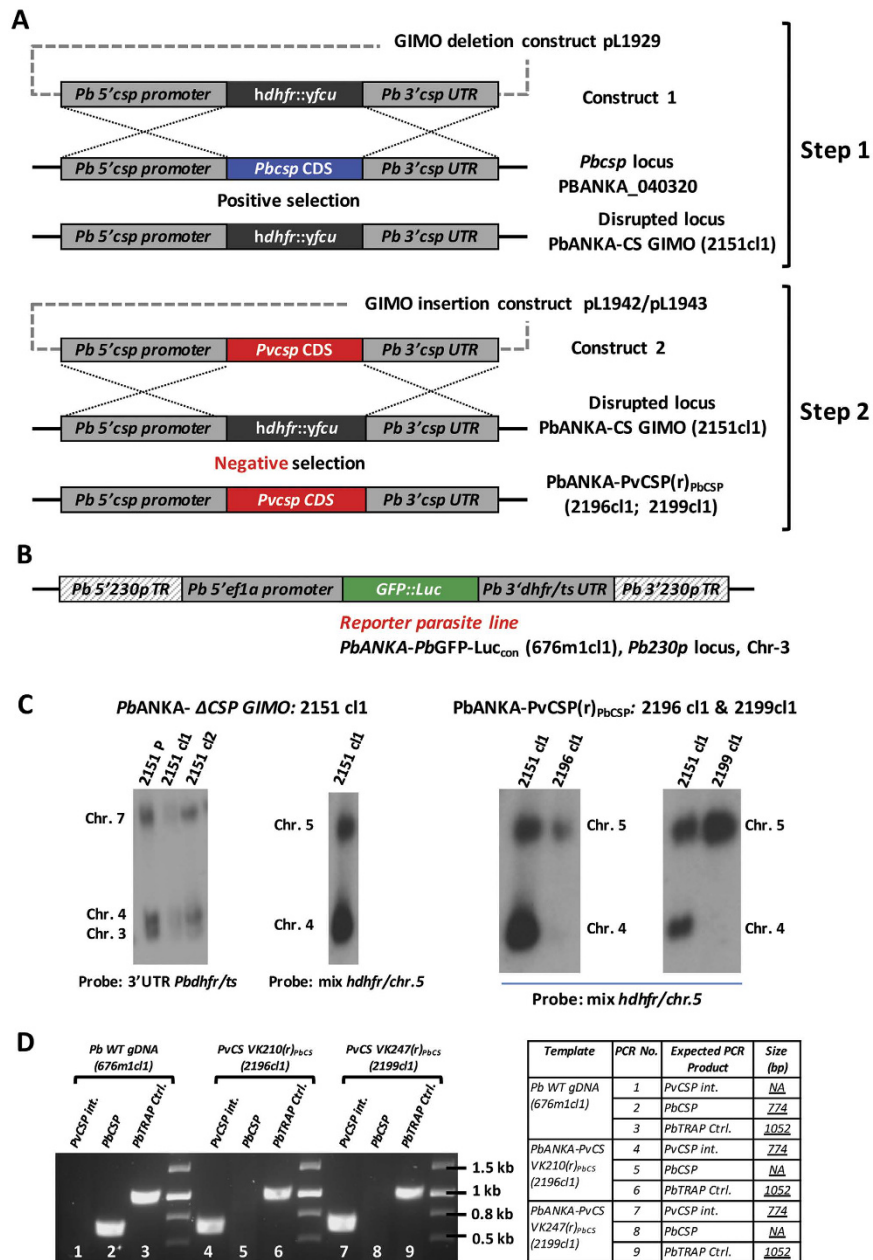 A
GIMO deletion construct pL1929
Pb 5'csp promoter hdhfr::yfcu Pb 3'csp UTR
Construct 1
Pb 5'csp promoter Pbcsp CDS Pb 3'csp UTR
Pbcsp locus
PBANKA_040320
Positive selection
Pb 5'csp promoter hdhfr::yfcu Pb 3'csp UTR
Disrupted locus
PbANKA-CS GIMO (2151cl1)
Step 1
GIMO insertion construct pL1942/pL1943
Pb 5'csp promoter Pvcsp CDS Pb 3'csp UTR
Construct 2
Pb 5'csp promoter hdhfr::yfcu Pb 3'csp UTR
Disrupted locus
PbANKA-CS GIMO (2151cl1)
Negative selection
Pb 5'csp promoter Pvcsp CDS Pb 3'csp UTR
PbANKA-PvCSP(r)PbCSP
(2196cl1; 2199cl1)
Step 2
B
Pb 5'230p TR Pb 5'ef1a promoter GFP::Luc Pb 3'dhfr/ts UTR Pb 3'230p TR
Reporter parasite line
PbANKA-PbGFP-Luccon (676m1cl1), Pb230p locus, Chr-3
C
PbANKA- ΔCSP GIMO: 2151 cl1
2151 P 2151 cl1 2151 cl2
Chr. 7
Chr. 4
Chr. 3
Probe: 3'UTR Pbdhfr/ts
2151 cl1
Chr. 5
Chr. 4
Probe: mix hdhfr/chr.5
PbANKA-PvCSP(r)PbCSP: 2196 cl1 & 2199cl1
2151 cl1 2196 cl1
Chr. 5
Chr. 4
2151 cl1 2199 cl1
Chr. 5
Chr. 4
Probe: mix hdhfr/chr.5
D
Pb WT gDNA
(676m1cl1)
PvCS VK210(r)PbCS
(2196cl1)
PvCS VK247(r)PbCS
(2199cl1)
PvCSP int. PbCSP PbTRAP Ctrl. PvCSP int. PbCSP PbTRAP Ctrl. PvCSP int. PbCSP PbTRAP Ctrl.
1.5 kb
1 kb
0.8 kb
0.5 kb
1 2 3 4 5 6 7 8 9
Template PCR No. Expected PCR Product Size (bp)
Pb WT gDNA (676m1cl1) 1 PvCSP int. NA
2 PbCSP 774
3 PbTRAP Ctrl. 1052
PbANKA-PvCS VK210(r)PbCS (2196cl1) 4 PvCSP int. 774
5 PbCSP NA
6 PbTRAP Ctrl. 1052
PbANKA-PvCS VK247(r)PbCS (2199cl1) 7 PvCSP int. 774
8 PbCSP NA
9 PbTRAP Ctrl. 1052